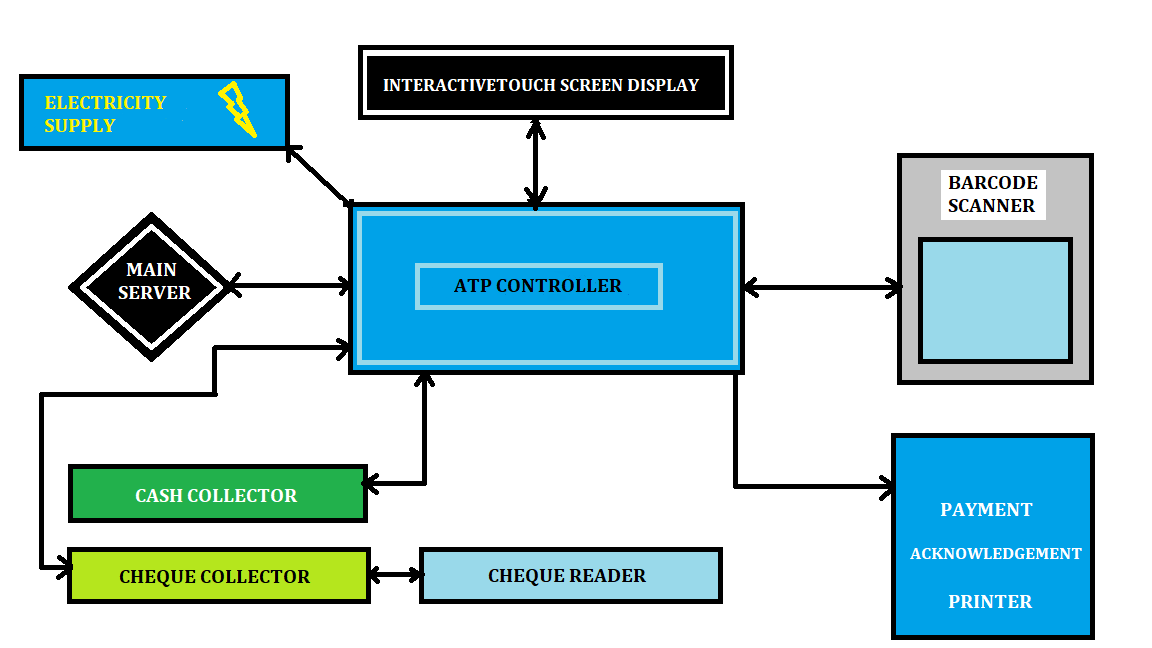 INTERACTIVETOUCH SCREEN DISPLAY
ELECTRICITY
SUPPLY
BARCODE
SCANNER
MAIN
SERVER
ATP CONTROLLER
CASH COLLECTOR
CHEQUE COLLECTOR
CHEQUE READER
PAYMENT
ACKNOWLEDGEMENT
PRINTER